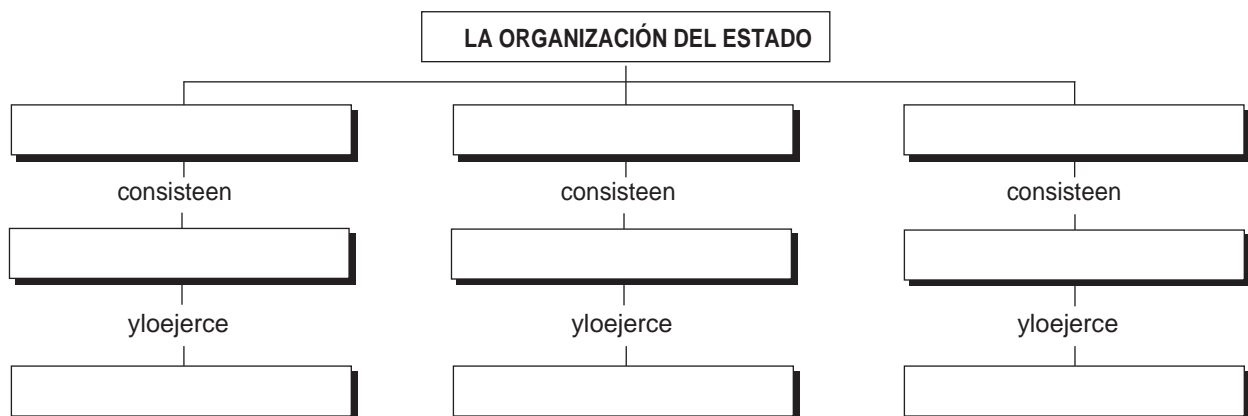 LA ORGANIZACIÓN DEL ESTADO
consisteen consisteen consisteen
yloejerce yloejerce yloejerce